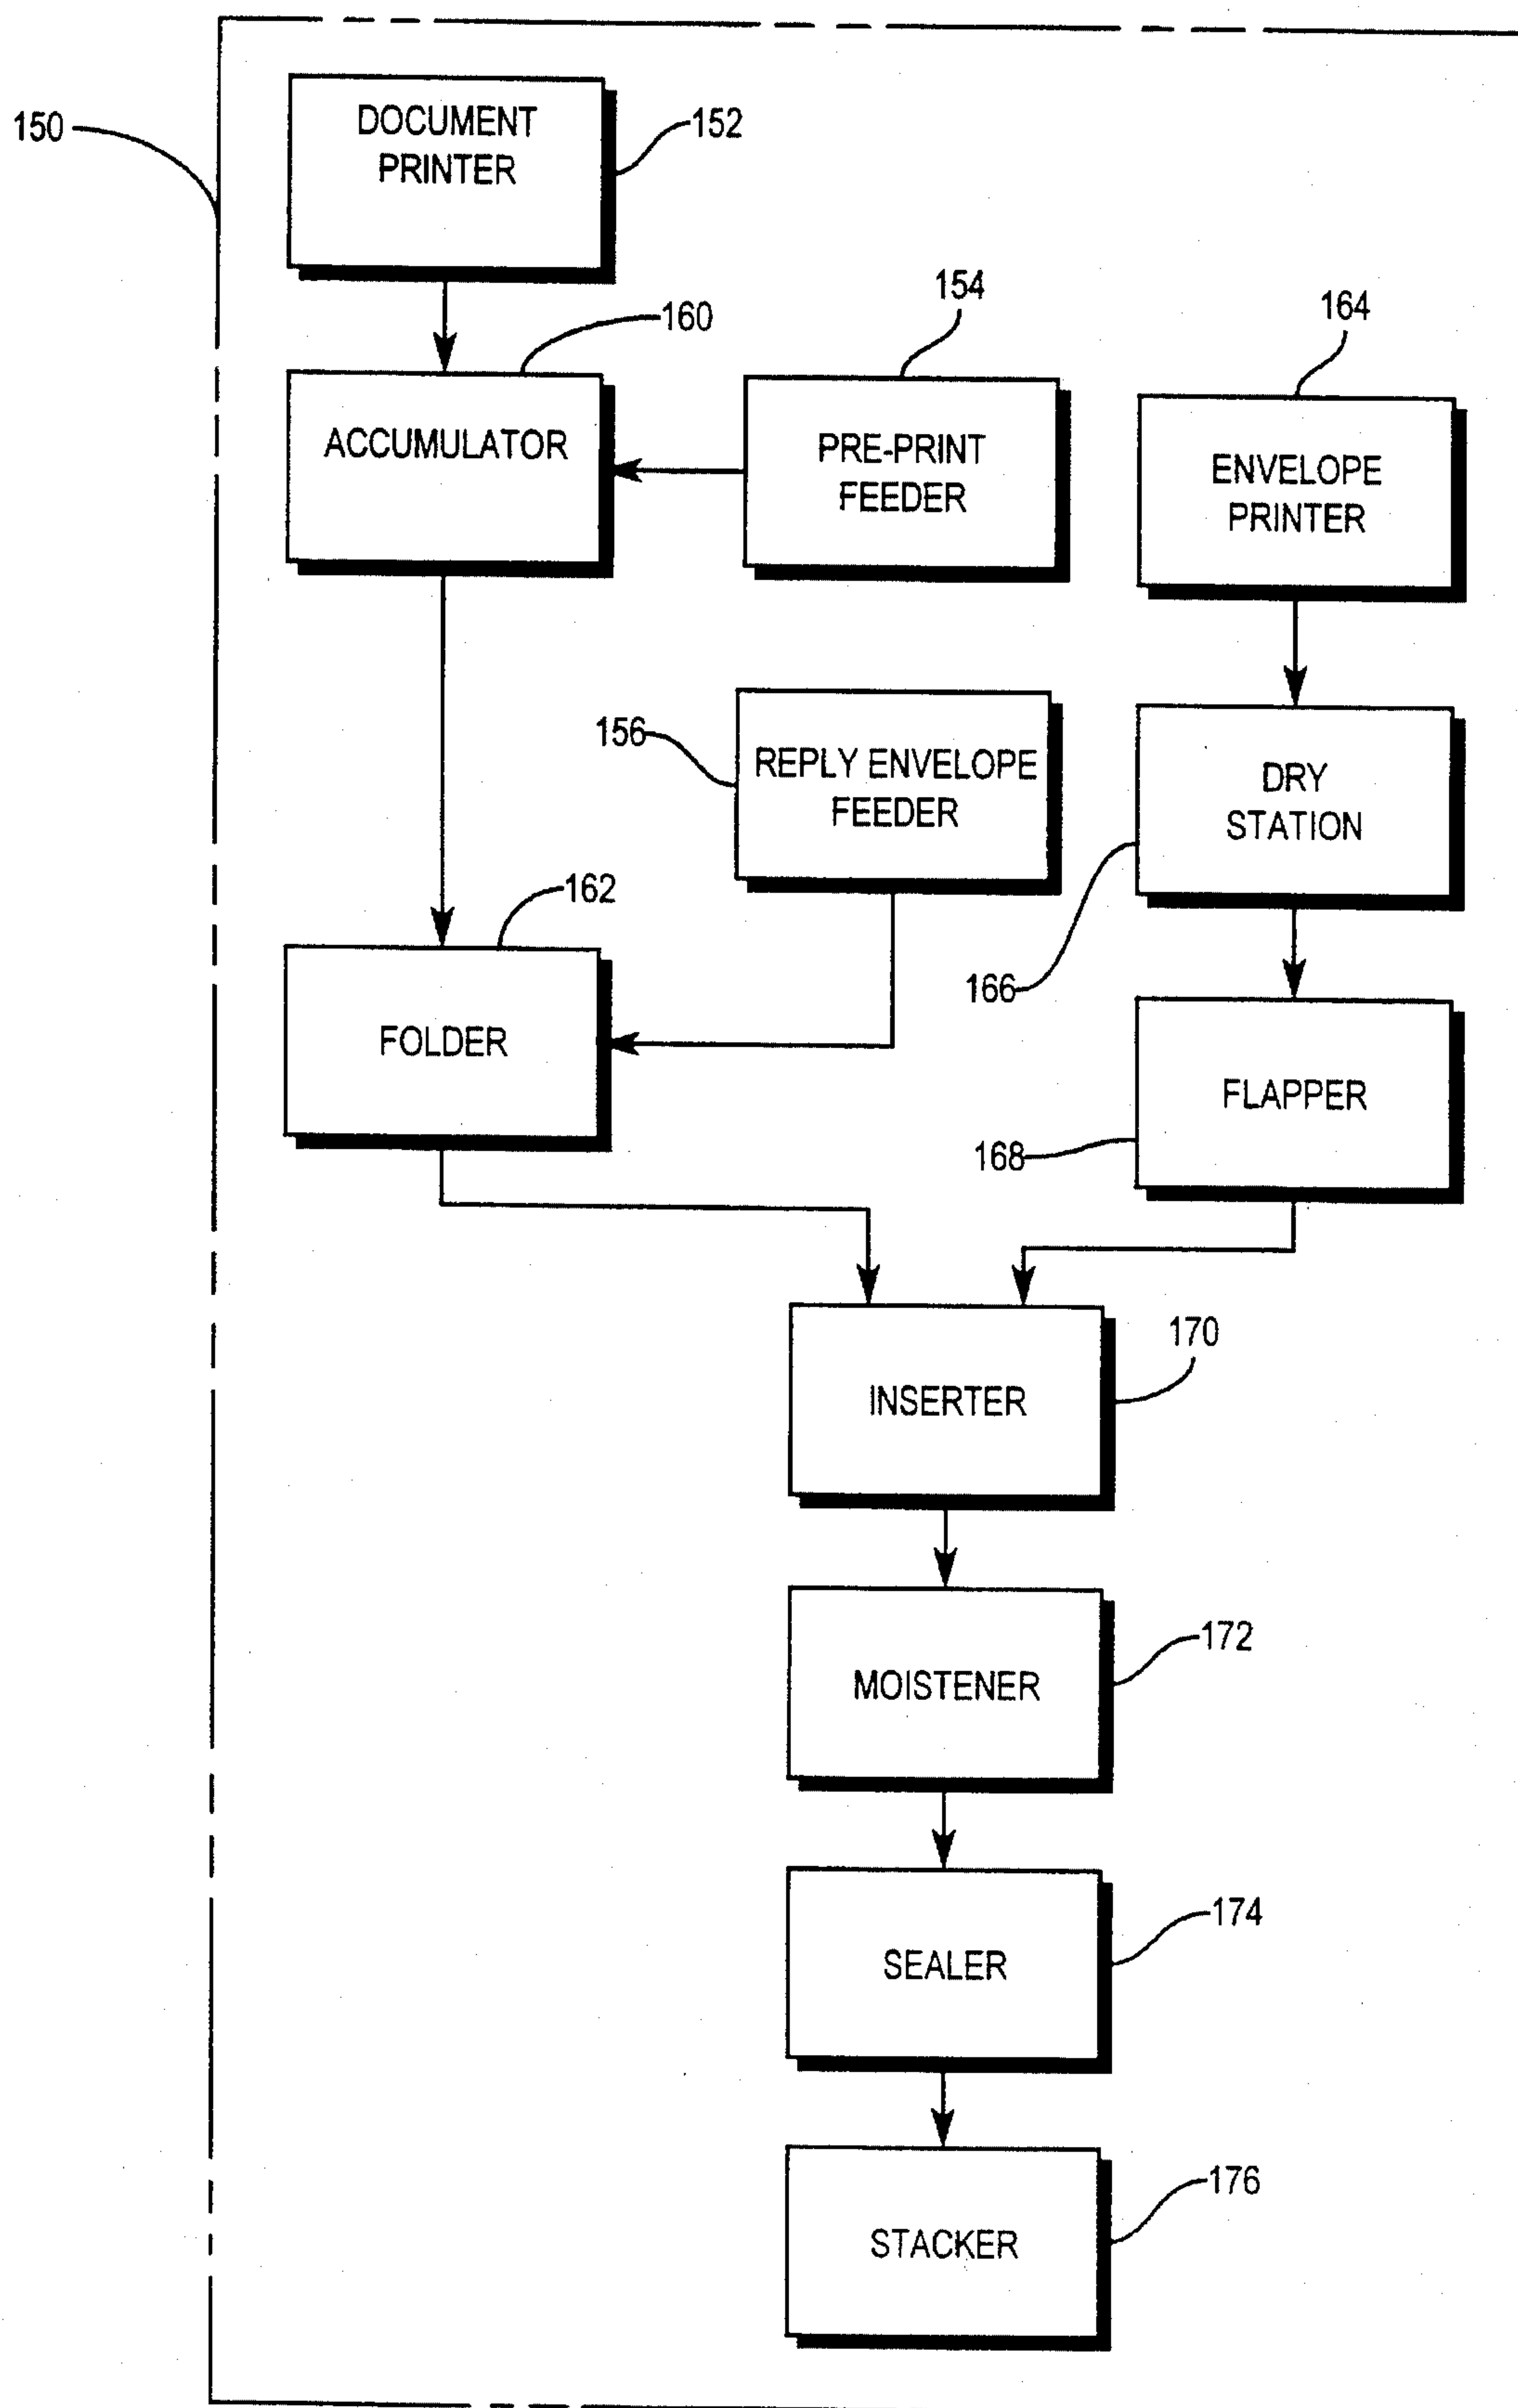 150
DOCUMENT
PRINTER
152
160
154
164
ACCUMULATOR
PRE-PRINT
FEEDER
ENVELOPE
PRINTER
156
REPLY ENVELOPE
FEEDER
DRY
STATION
162
166
FOLDER
FLAPPER
168
170
INSERTER
172
MOISTENER
174
SEALER
176
STACKER